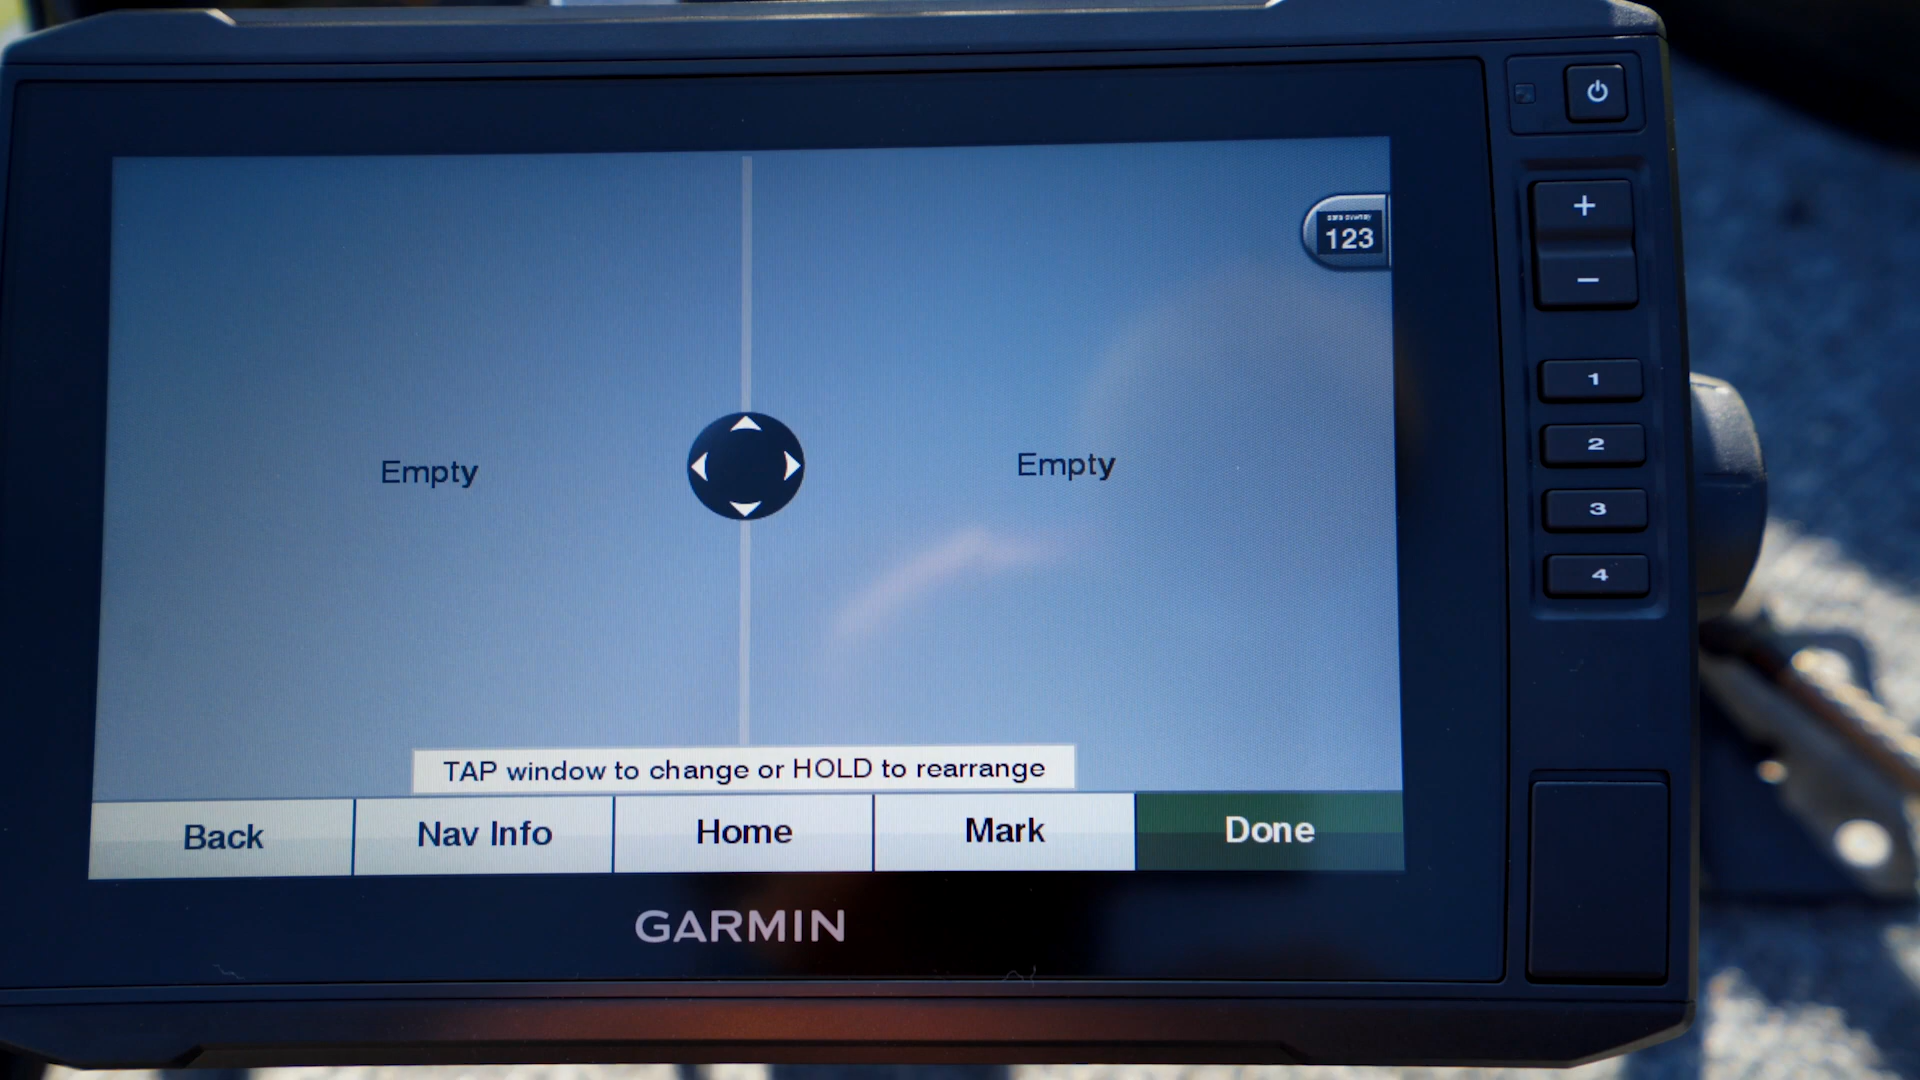 123
+
−
1
Empty
Empty
2
3
4
TAP window to change or HOLD to rearrange
Back
Nav Info
Home
Mark
Done
GARMIN